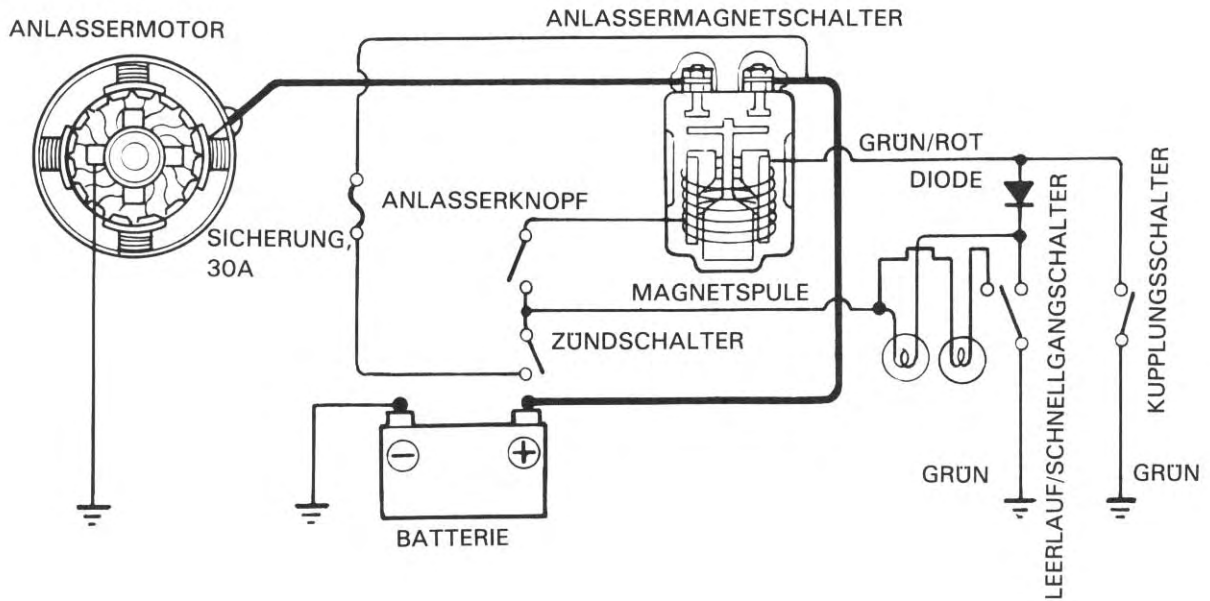 ANLASSERMAGNETSCHALTER
ANLASSERMOTOR
GRÜN/ROT
DIODE
ANLASSERKNOPF
SICHERUNG,
30A
MAGNETSPULE
ZÜNDSCHALTER
LEERLAUF/SCHNELLGANGSCHALTER
KUPPLUNGSSCHALTER
− +
GRÜN
GRÜN
BATTERIE